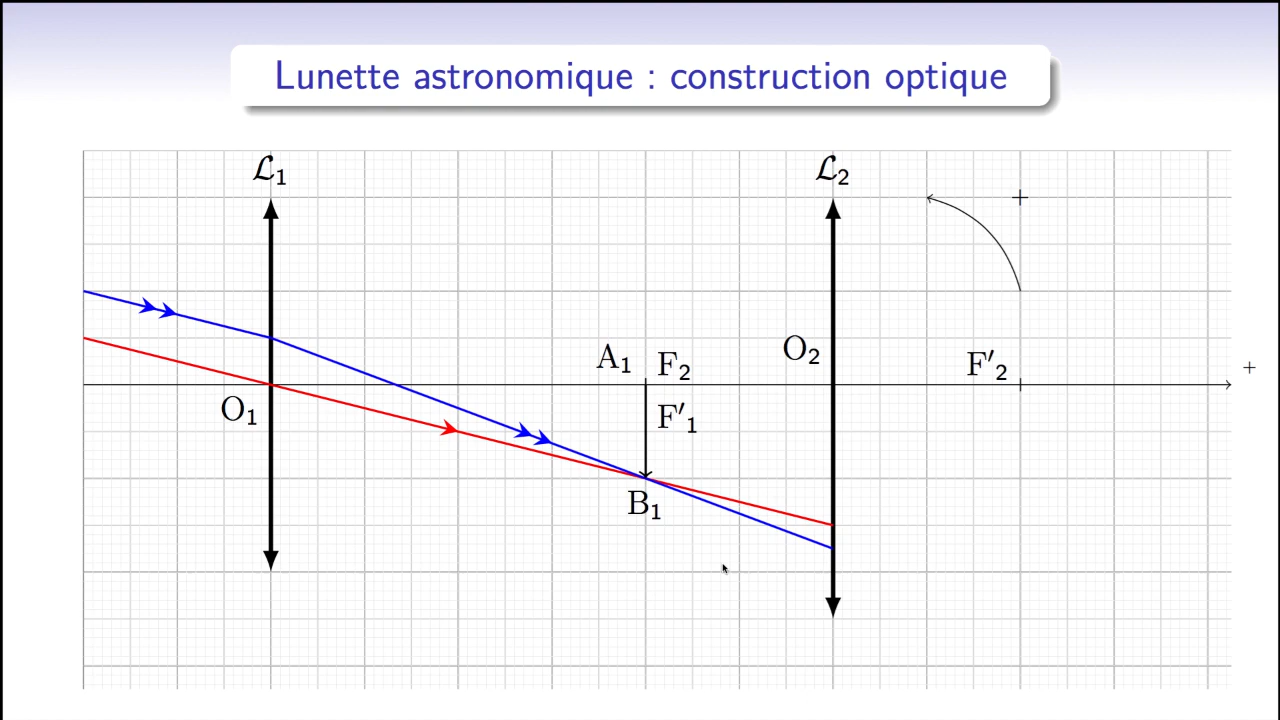 Lunette astronomique : construction optique
ℒ₁
ℒ₂
+
O₂
A₁
F₂
F′₂
+
O₁
F′₁
B₁